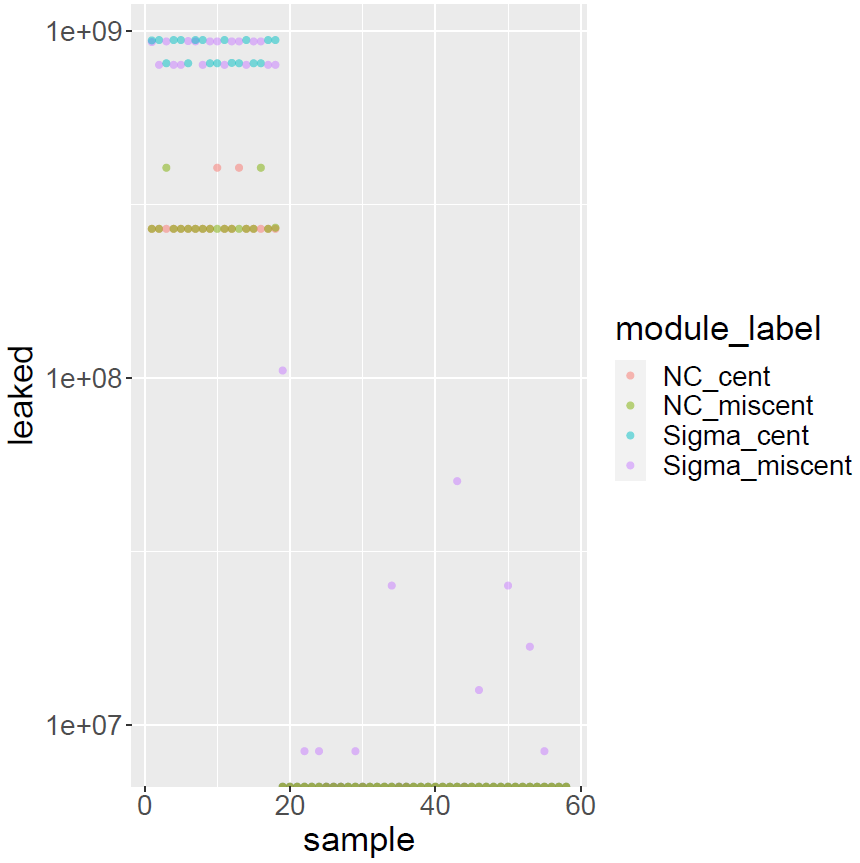 1e+09
1e+08
1e+07
leaked
0 20 40 60
sample
module_label
NC_cent
NC_miscent
Sigma_cent
Sigma_miscent